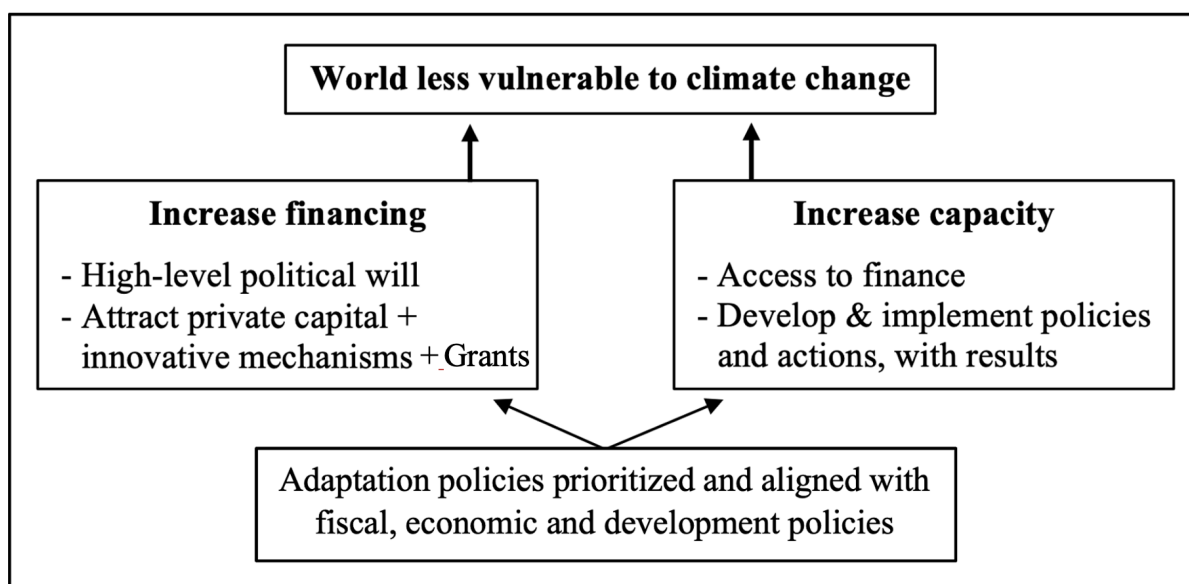 World less vulnerable to climate change
Increase financing
- High-level political will
- Attract private capital +
innovative mechanisms + Grants
Increase capacity
- Access to finance
- Develop & implement policies
and actions, with results
Adaptation policies prioritized and aligned with
fiscal, economic and development policies